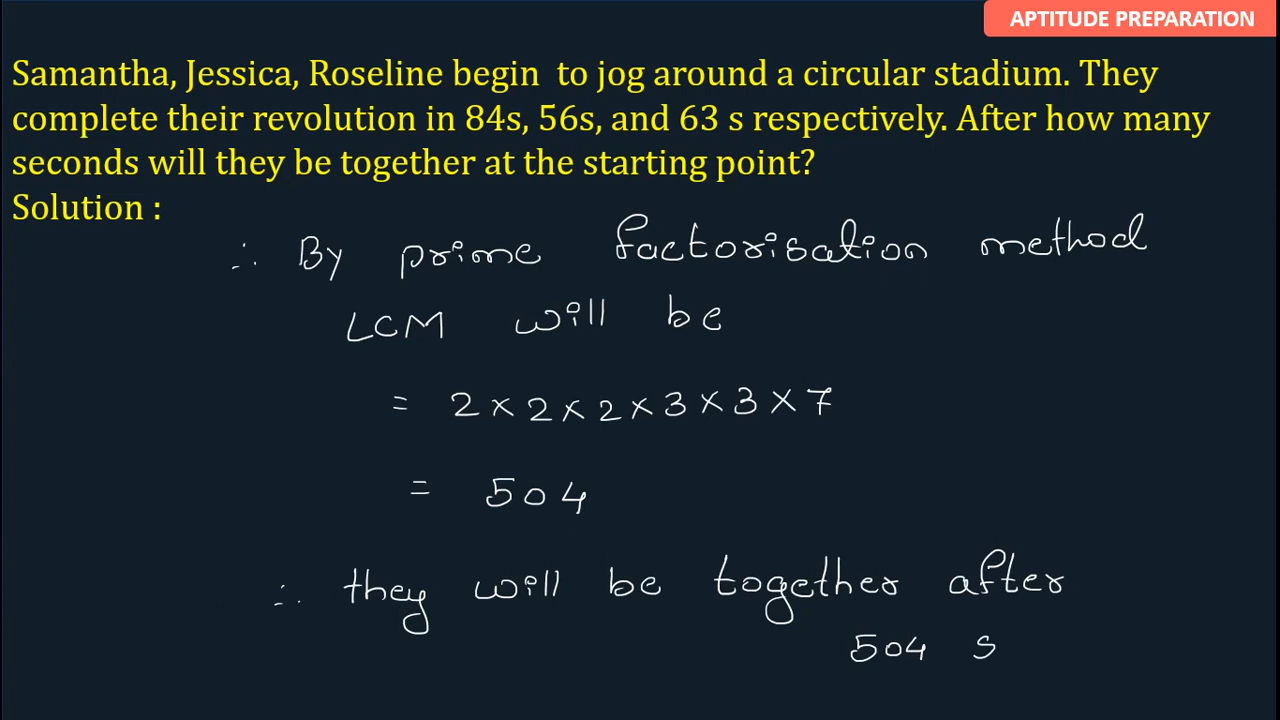 APTITUDE PREPARATION
Samantha, Jessica, Roseline begin to jog around a circular stadium. They
complete their revolution in 84s, 56s, and 63 s respectively. After how many
seconds will they be together at the starting point?
Solution :
∴ By prime factorisation method
LCM will be
= 2 × 2 × 2 × 3 × 3 × 7
= 504
∴ they will be together after
504 s